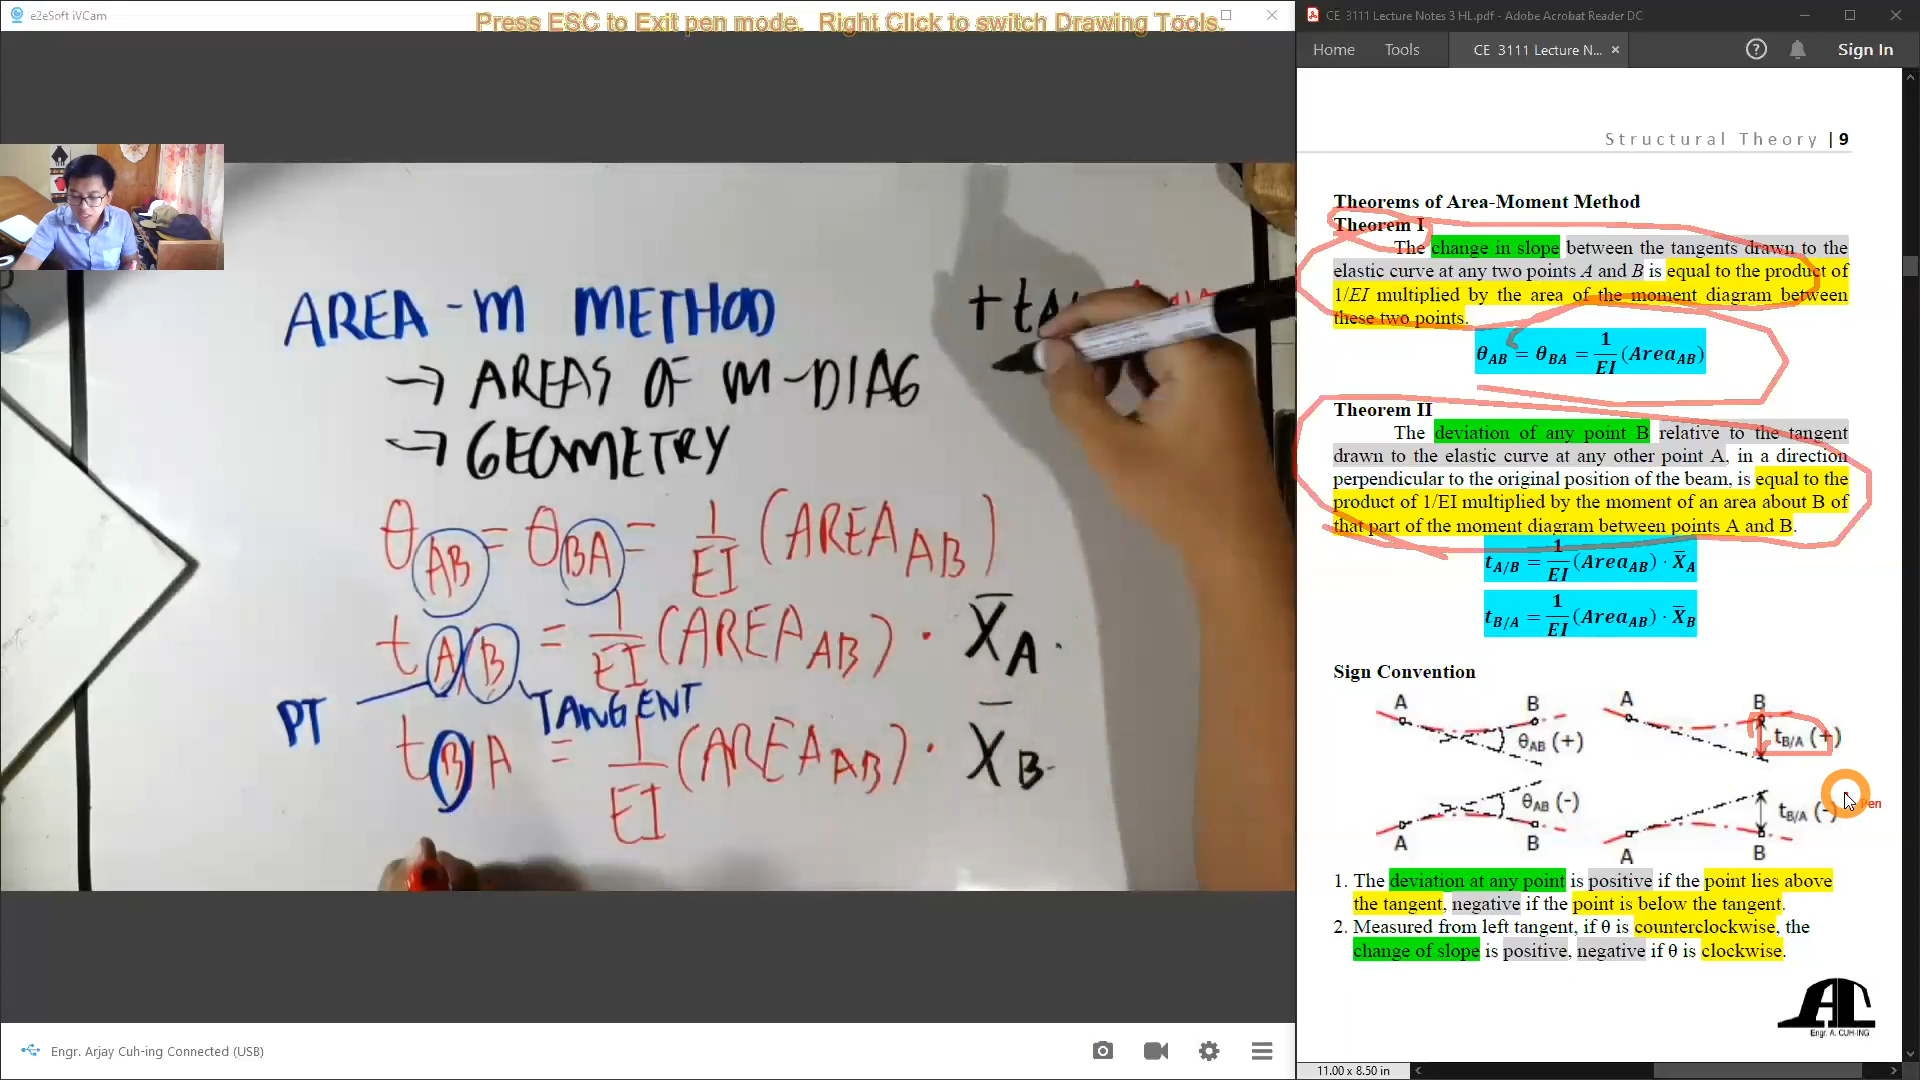 e2eSoft iVCam
Press ESC to Exit pen mode. Right Click to switch Drawing Tools.
AREA-M METHOD
→ AREAS OF M-DIAG
→ GEOMETRY
θAB = θBA = 1/EI (AREA AB)
tA/B = 1/EI (AREA AB) · X̄A
PT
TANGENT
tB/A = 1/EI (AREA AB) · X̄B
+ t
Engr. Arjay Cuh-ing Connected (USB)
CE 3111 Lecture Notes 3 HL.pdf - Adobe Acrobat Reader DC
Home Tools CE 3111 Lecture N... × Sign In
Structural Theory | 9
Theorems of Area-Moment Method
Theorem I
The change in slope between the tangents drawn to the
elastic curve at any two points A and B is equal to the product of
1/EI multiplied by the area of the moment diagram between
these two points.
θAB = θBA = 1/EI (AreaAB)
Theorem II
The deviation of any point B relative to the tangent
drawn to the elastic curve at any other point A, in a direction
perpendicular to the original position of the beam, is equal to the
product of 1/EI multiplied by the moment of an area about B of
that part of the moment diagram between points A and B.
tA/B = 1/EI (AreaAB) · X̄A
tB/A = 1/EI (AreaAB) · X̄B
Sign Convention
A B A B
θAB (+) tB/A (+)
θAB (-) tB/A (-)
Pen
A B A B
1. The deviation at any point is positive if the point lies above
the tangent, negative if the point is below the tangent.
2. Measured from left tangent, if θ is counterclockwise, the
change of slope is positive, negative if θ is clockwise.
Engr. A. CUH-ING
11.00 x 8.50 in